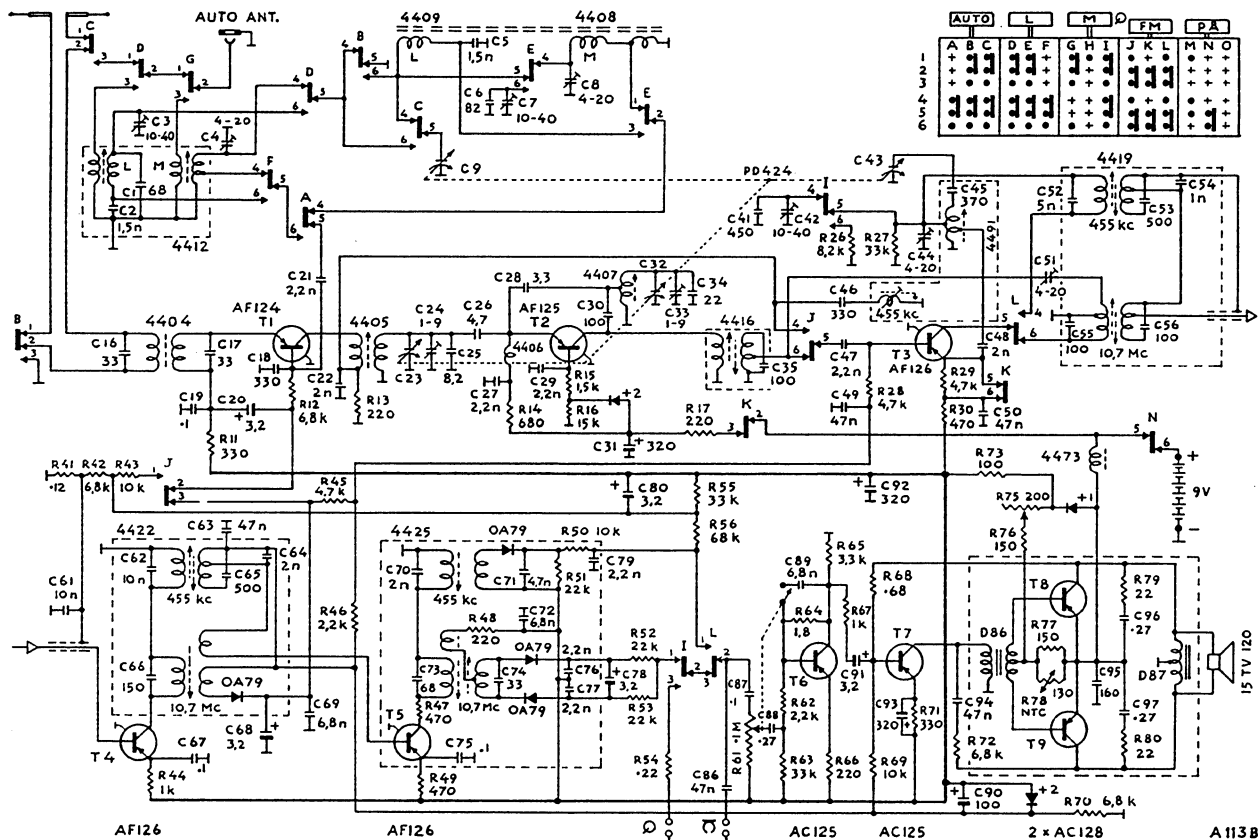 AUTO ANT.
4409
4408
AUTO
L
M
FM
P.B
A B C D E F G H I J K L M N O
1
2
3
4
5
6
C5
1,5n
C6
82
C7
10-40
C8
4-20
C3
10-40
4-20
C4
C1
68
C2
1,5n
4412
C9
PD424
C43
C41
450
C42
10-40
R26
8,2k
R27
33k
C44
4-20
C45
370
4491
C52
5n
4419
C54
1n
C53
500
455 kc
C21
2,2n
AF124
T1
4404
C16
33
C17
33
C18
330
C19
.1
C20
3,2
R11
330
R12
6,8k
C22
2n
4405
R13
220
C24
1-9
C23
C25
8,2
C26
4,7
C28 3,3
4406
C27
2,2n
R14
680
AF125
T2
C29
2,2n
R15
1,5k
R16
15k
C30
100
4407
C32
C33
1-9
C34
22
+2
C31
320
4416
C35
100
R17
220
C46
330
455 kc
C47
2,2n
T3
AF126
R28
4,7k
C49
47n
R29
4,7k
R30
470
C48
2n
C50
47n
C51
4-20
C55
100
10,7 Mc
C56
100
N
9V
4473
R73
100
R75 200
+1
R76
150
R41
.12
R42
6,8k
R43
10k
R45
4,7k
C80
3,2
R55
33k
R56
68k
C92
320
4422
C63 47n
C62
10n
455 kc
C65
500
C64
2n
C61
10n
C66
150
10,7 Mc
OA79
C68
3,2
C69
6,8n
T4
C67
.1
R44
1k
AF126
R46
2,2k
4425
OA79
R50 10k
C70
2n
455 kc
C71
4,7n
R51
22k
C79
2,2n
C72
6,8n
R48
220
OA79
C73
68
R47
470
10,7 Mc
C74
33
2,2n
C76
C77
2,2n
OA79
C78
3,2
R52
22k
R53
22k
T5
C75
.1
R49
470
AF126
R54
.22
C86
47n
C87
.1
R61 .1M
C88
.27
C89
6,8n
R65
3,3k
R64
1,8
T6
R62
2,2k
R63
33k
R66
220
AC125
R67
1k
C91
3,2
R68
.68
T7
C93
320
R71
330
R69
10k
AC125
C94
47n
R72
6,8k
D86
T8
R77
150
130
R78
NTC
T9
C95
160
R79
22
C96
.27
C97
.27
R80
22
D87
15 TIV 120
C90
100
+2
R70 6,8k
2 x AC128
A 113 B